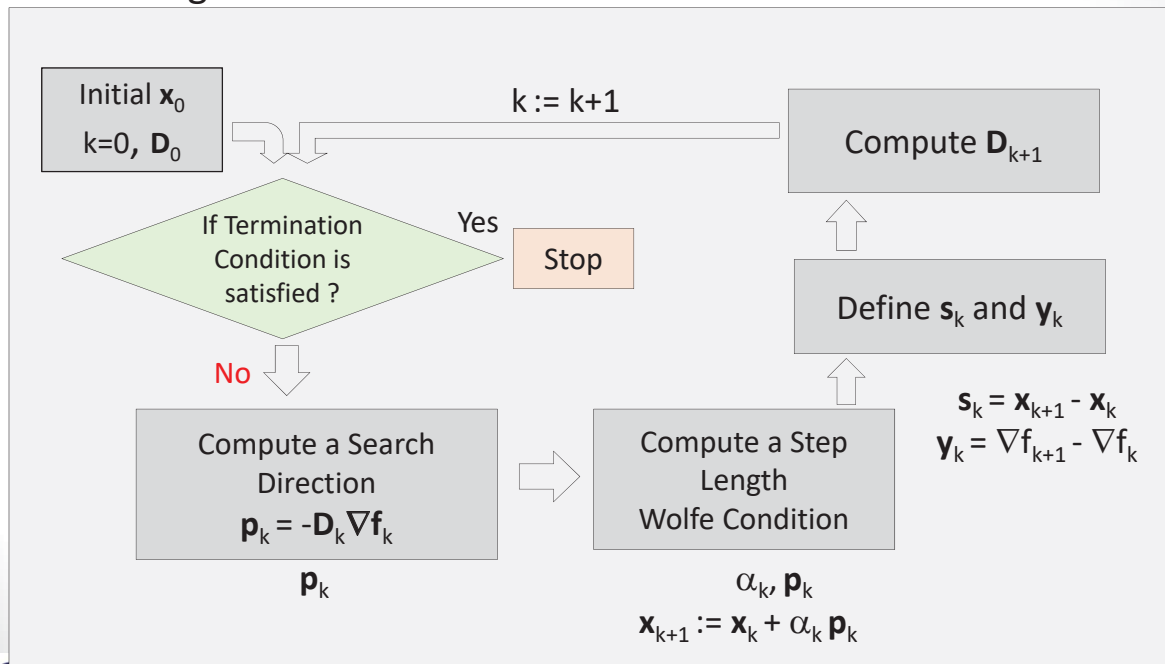 Initial x₀
k=0, D₀
k := k+1
Compute Dₖ₊₁
If Termination
Condition is
satisfied ?
Yes
Stop
Define sₖ and yₖ
No
sₖ = xₖ₊₁ - xₖ
yₖ = ∇fₖ₊₁ - ∇fₖ
Compute a Search
Direction
pₖ = -Dₖ∇fₖ
pₖ
Compute a Step
Length
Wolfe Condition
αₖ, pₖ
xₖ₊₁ := xₖ + αₖ pₖ